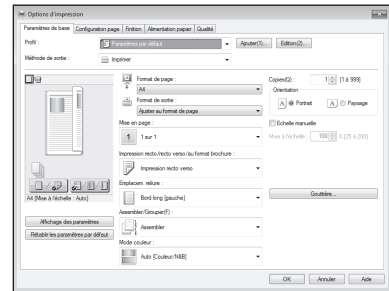 Options d'impression
Paramètres de base Configuration page Finition Alimentation papier Qualité
Profil :
Paramètres par défaut
Ajouter(1)...
Edition(2)...
Méthode de sortie :
Imprimer
Format de page :
A4
Format de sortie :
Ajuster au format de page
Copies(Q) : 1 [1 à 999]
Orientation
A Portrait
A Paysage
Echelle manuelle
Mise à l'échelle : 100 % [25 à 200]
Mise en page :
1 1 sur 1
Impression recto/recto verso/au format brochure :
Impression recto verso
Emplacem. reliure :
Bord long [gauche]
Gouttière...
A4 [Mise à l'échelle : Auto]
Assembler/Grouper(F) :
Assembler
Affichage des paramètres
Rétablir les paramètres par défaut
Mode couleur :
Auto [Couleur/N&B]
OK Annuler Aide